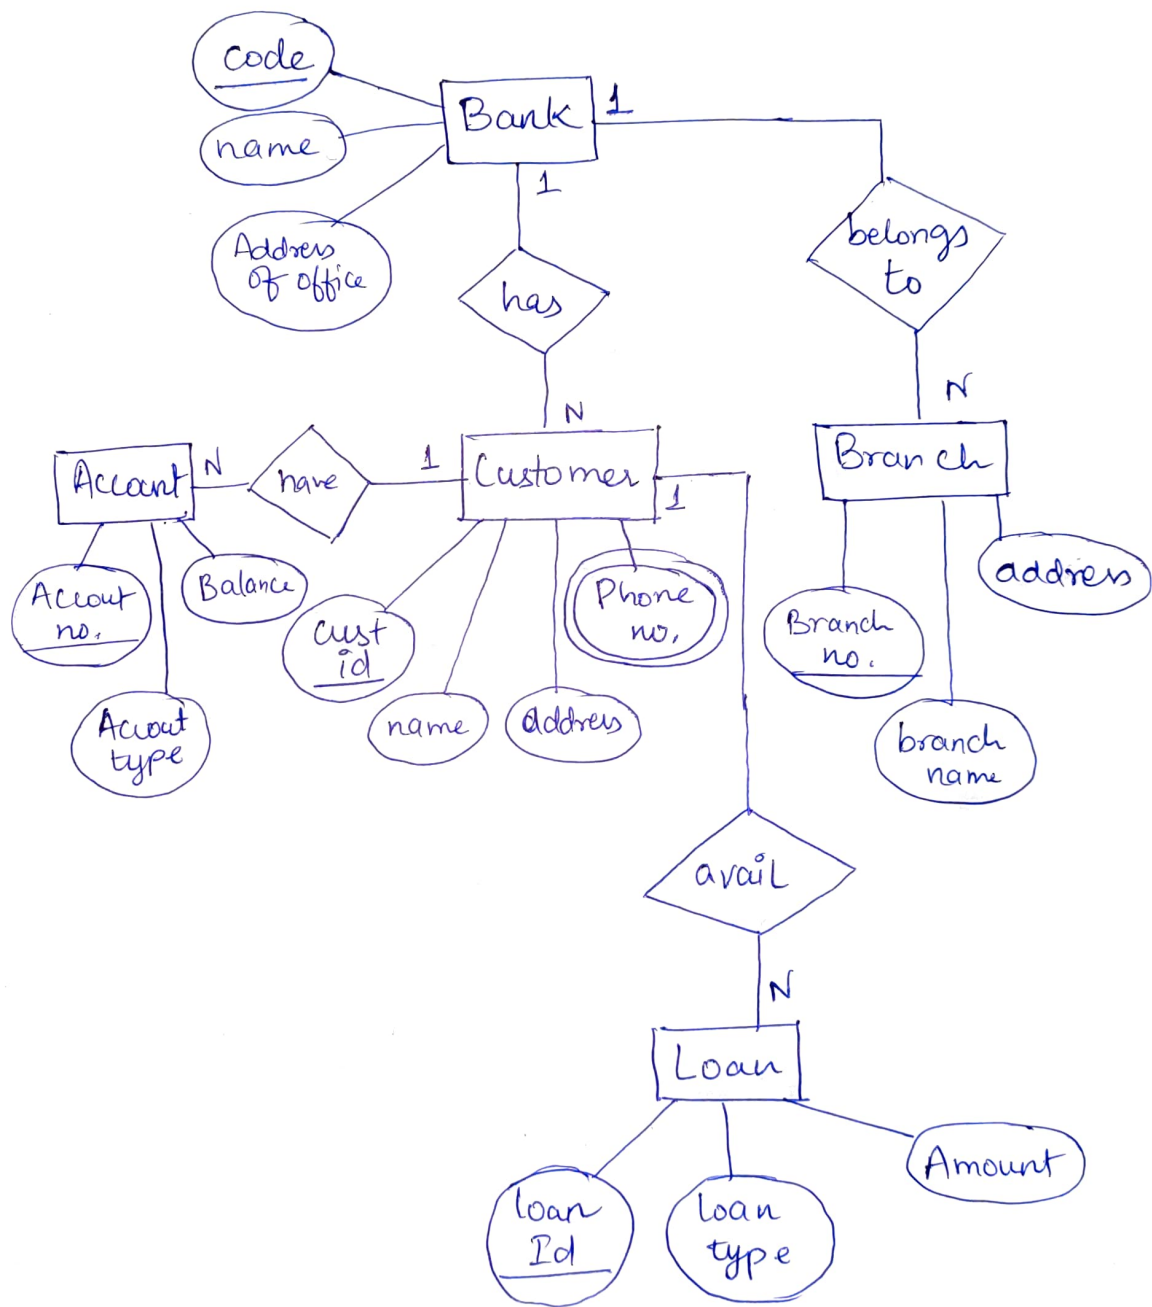 code
Bank
1
name
1
Address
of office
belongs
to
has
N
N
Account
N
have
1
Customer
1
Branch
Accout
no.
Balance
cust
id
Phone
no.
Branch
no.
address
Accout
type
name
address
branch
name
avail
N
Loan
loan
Id
loan
type
Amount